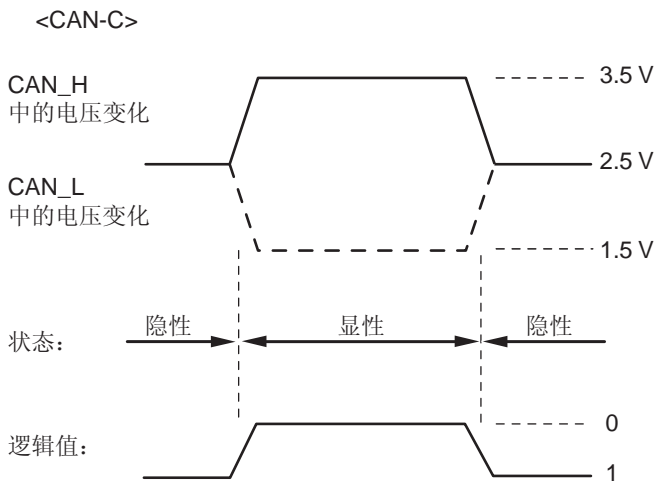 <CAN-C>
CAN_H
中的电压变化
3.5 V
2.5 V
CAN_L
中的电压变化
1.5 V
状态：
隐性
显性
隐性
逻辑值：
0
1